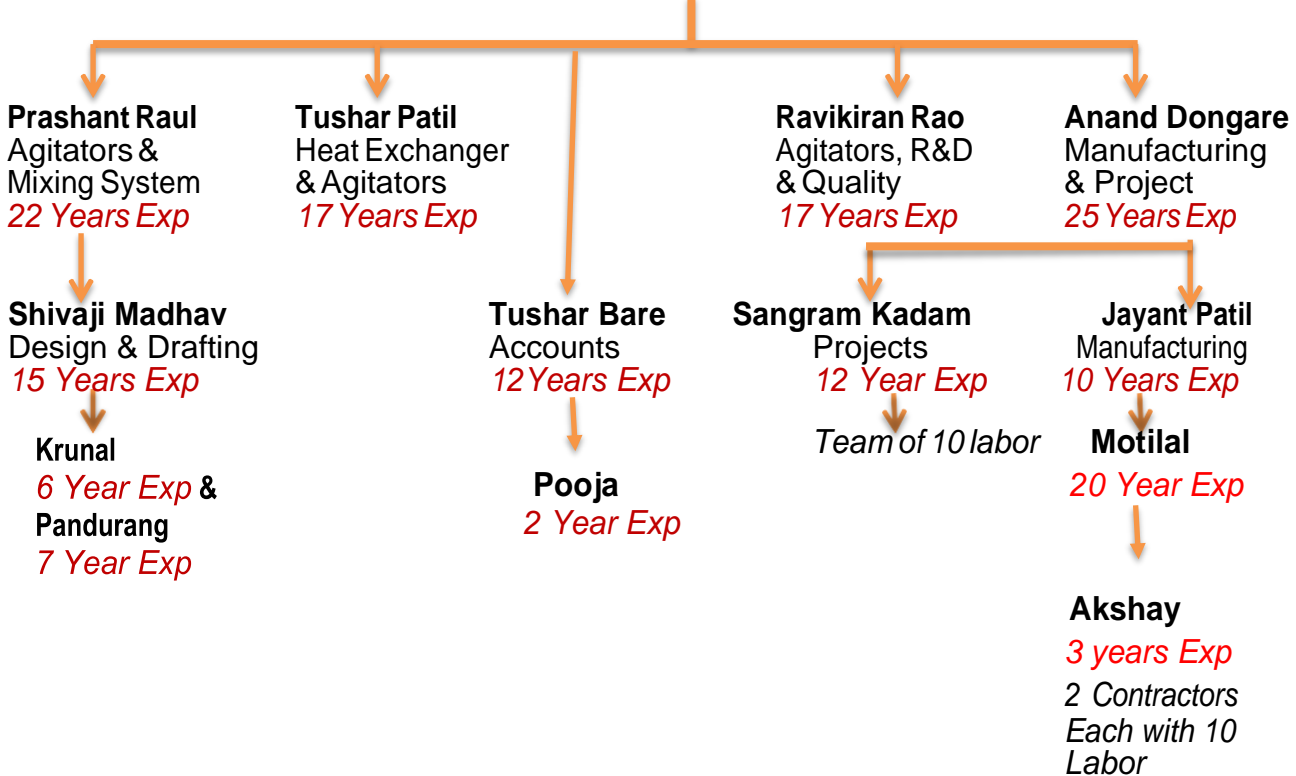 Prashant Raul
Agitators &
Mixing System
22 Years Exp
Tushar Patil
Heat Exchanger
& Agitators
17 Years Exp
Ravikiran Rao
Agitators, R&D
& Quality
17 Years Exp
Anand Dongare
Manufacturing
& Project
25 Years Exp
Shivaji Madhav
Design & Drafting
15 Years Exp
Tushar Bare
Accounts
12 Years Exp
Sangram Kadam
Projects
12 Year Exp
Jayant Patil
Manufacturing
10 Years Exp
Krunal
6 Year Exp &
Pandurang
7 Year Exp
Pooja
2 Year Exp
Team of 10 labor
Motilal
20 Year Exp
Akshay
3 years Exp
2 Contractors
Each with 10
Labor